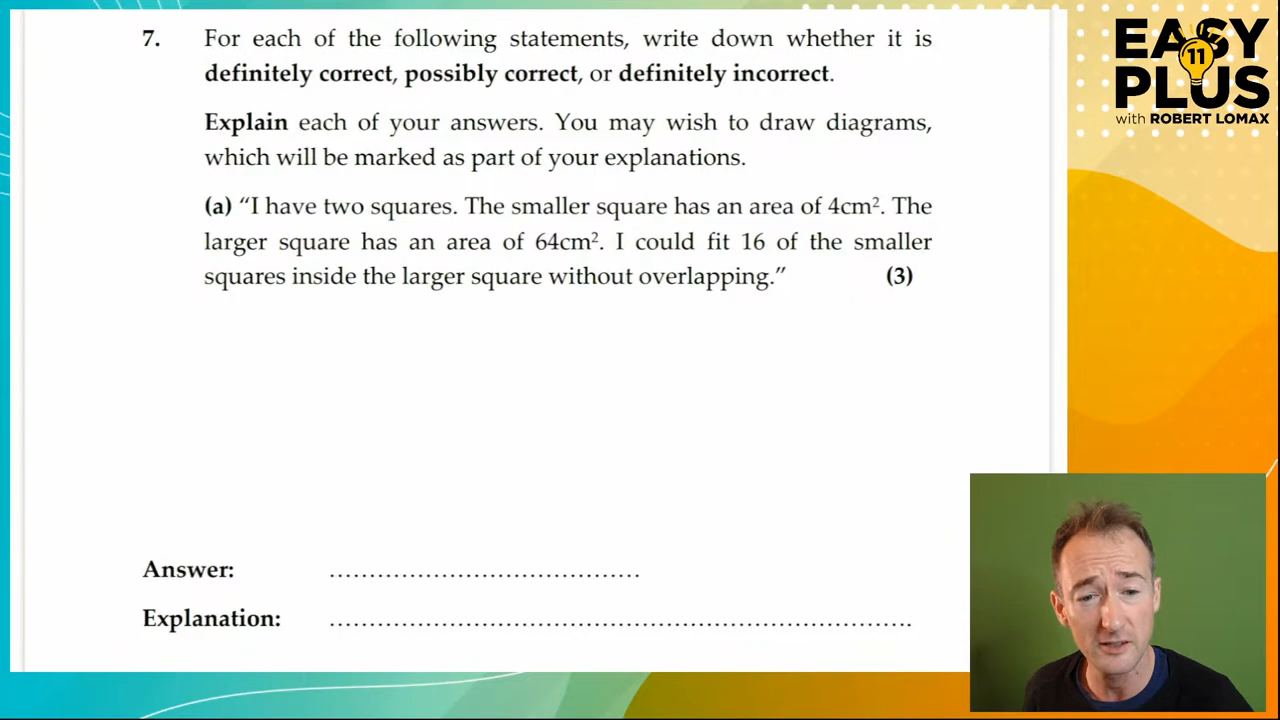 7. For each of the following statements, write down whether it is
definitely correct, possibly correct, or definitely incorrect.
Explain each of your answers. You may wish to draw diagrams,
which will be marked as part of your explanations.
(a) “I have two squares. The smaller square has an area of 4cm². The
larger square has an area of 64cm². I could fit 16 of the smaller
squares inside the larger square without overlapping.” (3)
Answer: .......................................
Explanation: .........................................................................
EASY
11
PLUS
with ROBERT LOMAX